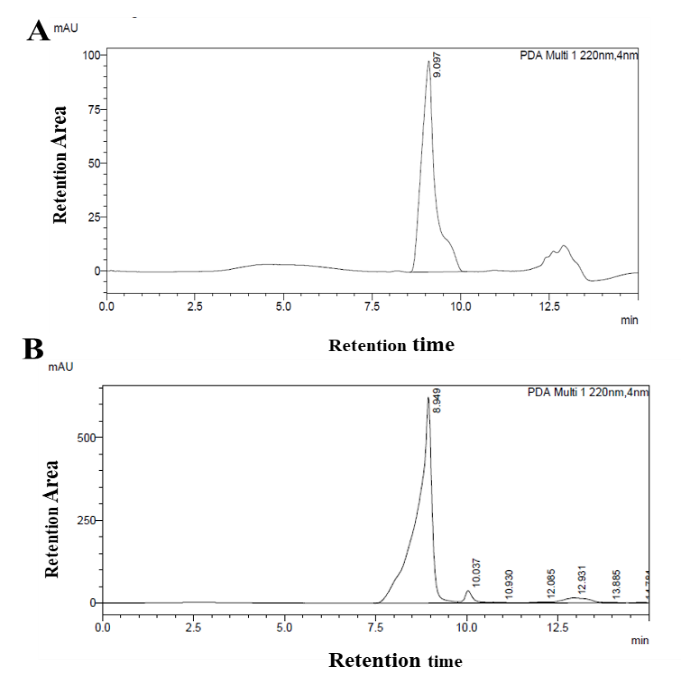 A mAU
PDA Multi 1 220nm,4nm
9.097
100
75
50
25
0
Retention Area
0.0 2.5 5.0 7.5 10.0 12.5
min
Retention time
B mAU
PDA Multi 1 220nm,4nm
8.949
10.037
10.930
12.085
12.931
13.885
500
250
0
Retention Area
0.0 2.5 5.0 7.5 10.0 12.5
min
Retention time